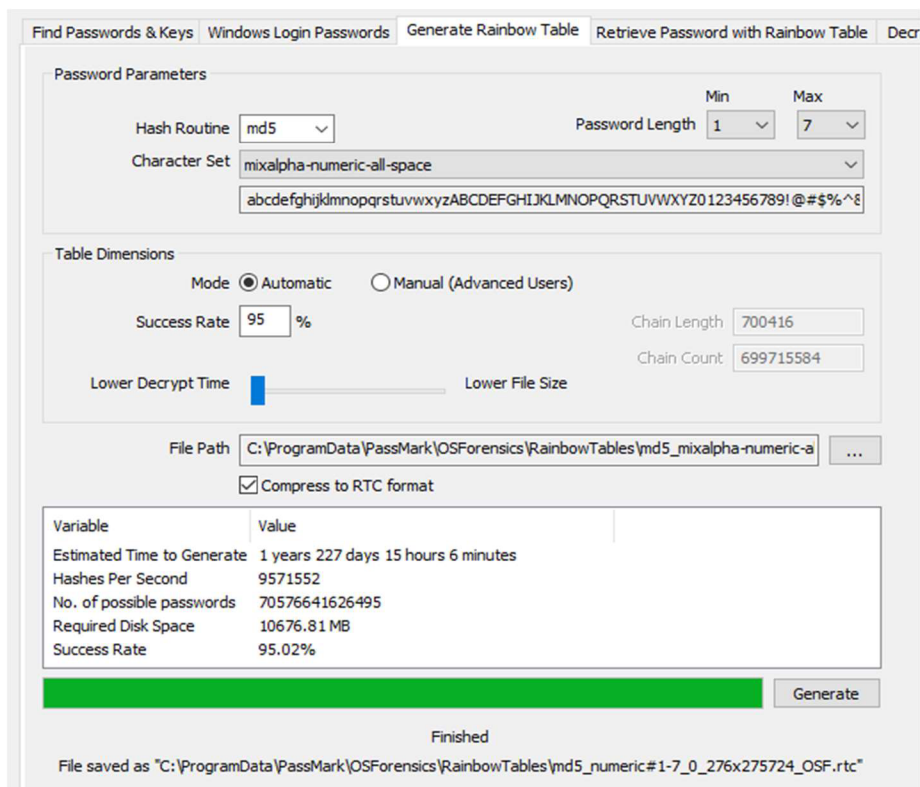 Find Passwords & Keys Windows Login Passwords Generate Rainbow Table Retrieve Password with Rainbow Table Decr
Password Parameters
Min Max
Hash Routine md5 Password Length 1 7
Character Set mixalpha-numeric-all-space
abcdefghijklmnopqrstuvwxyzABCDEFGHIJKLMNOPQRSTUVWXYZ0123456789!@#$%^&
Table Dimensions
Mode Automatic Manual (Advanced Users)
Success Rate 95 % Chain Length 700416
Chain Count 699715584
Lower Decrypt Time Lower File Size
File Path C:\ProgramData\PassMark\OSForensics\RainbowTables\md5_mixalpha-numeric-a ...
Compress to RTC format
Variable Value
Estimated Time to Generate 1 years 227 days 15 hours 6 minutes
Hashes Per Second 9571552
No. of possible passwords 70576641626495
Required Disk Space 10676.81 MB
Success Rate 95.02%
Generate
Finished
File saved as "C:\ProgramData\PassMark\OSForensics\RainbowTables\md5_numeric#1-7_0_276x275724_OSF.rtc"